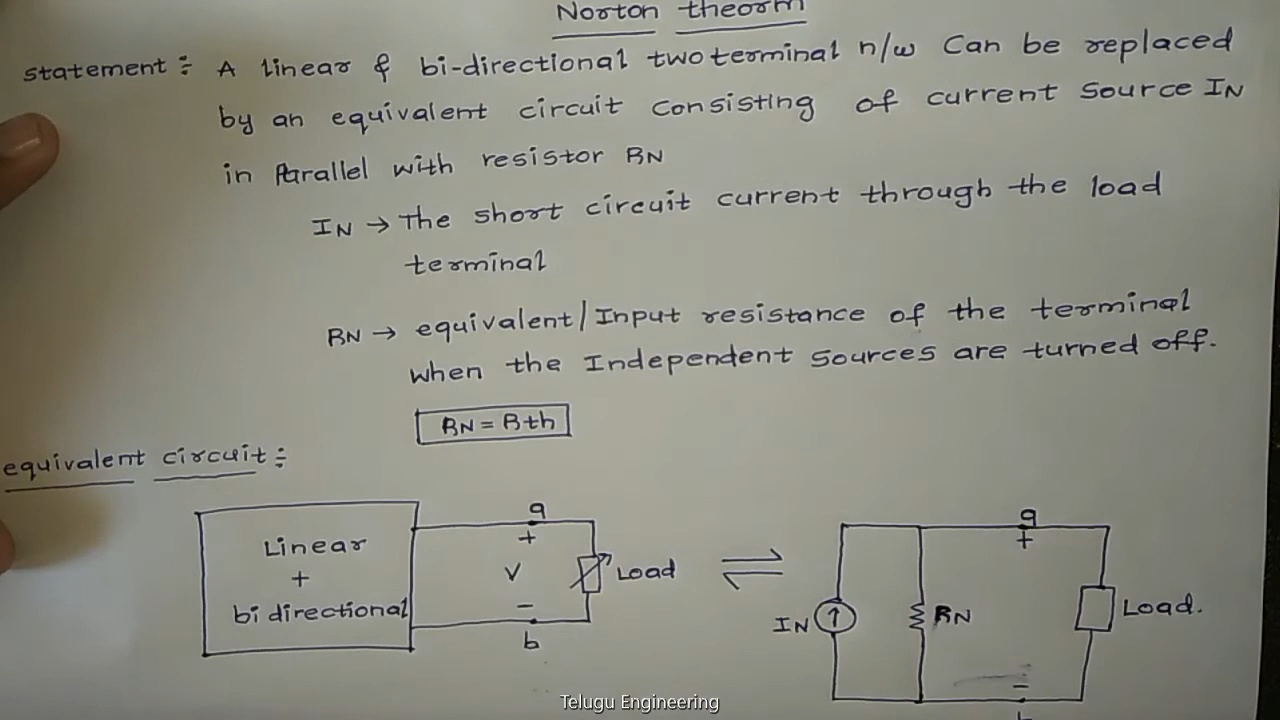 Norton theorm
statement :- A linear & bi-directional two terminal n/w Can be replaced
by an equivalent circuit consisting of current source IN
in Parallel with resistor RN
IN → The short circuit current through the load
terminal
RN → equivalent/Input resistance of the terminal
when the Independent sources are turned off.
RN = Rth
equivalent circuit :-
Linear
+
bi directional
a
+
V
-
b
Load
⇌
IN
↑
RN
a
+
-
b
Load.
Telugu Engineering